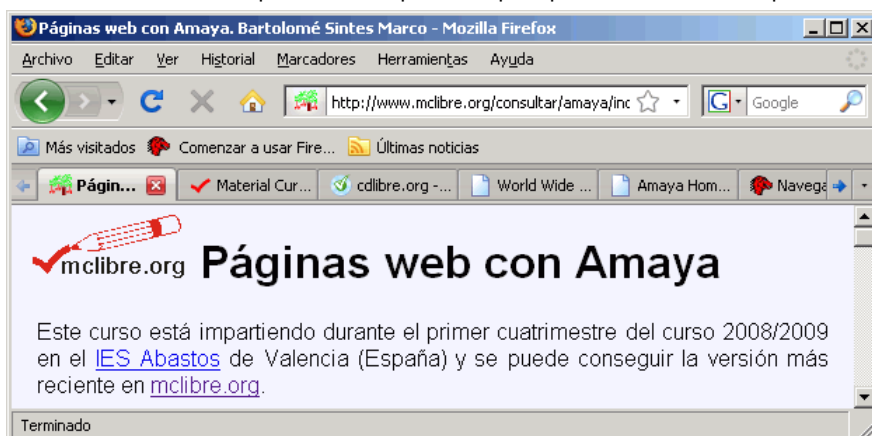 Páginas web con Amaya. Bartolomé Sintes Marco - Mozilla Firefox
Archivo Editar Ver Historial Marcadores Herramientas Ayuda
http://www.mclibre.org/consultar/amaya/inc G Google
Más visitados Comenzar a usar Fire... Últimas noticias
Págin... Material Cur... cdlibre.org -... World Wide ... Amaya Hom... Navega
mclibre.org Páginas web con Amaya
Este curso está impartiendo durante el primer cuatrimestre del curso 2008/2009
en el IES Abastos de Valencia (España) y se puede conseguir la versión más
reciente en mclibre.org.
Terminado